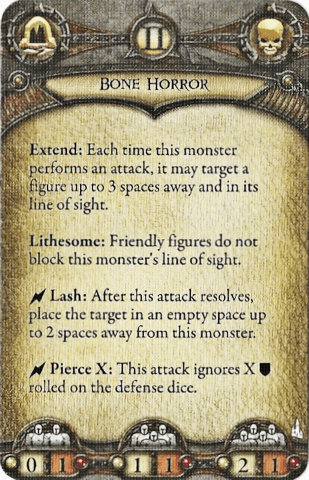 II
BONE HORROR
Extend: Each time this monster
performs an attack, it may target a
figure up to 3 spaces away and in its
line of sight.
Lithesome: Friendly figures do not
block this monster's line of sight.
Lash: After this attack resolves,
place the target in an empty space up
to 2 spaces away from this monster.
Pierce X: This attack ignores X
rolled on the defense dice.
0 1 1 1 2 1